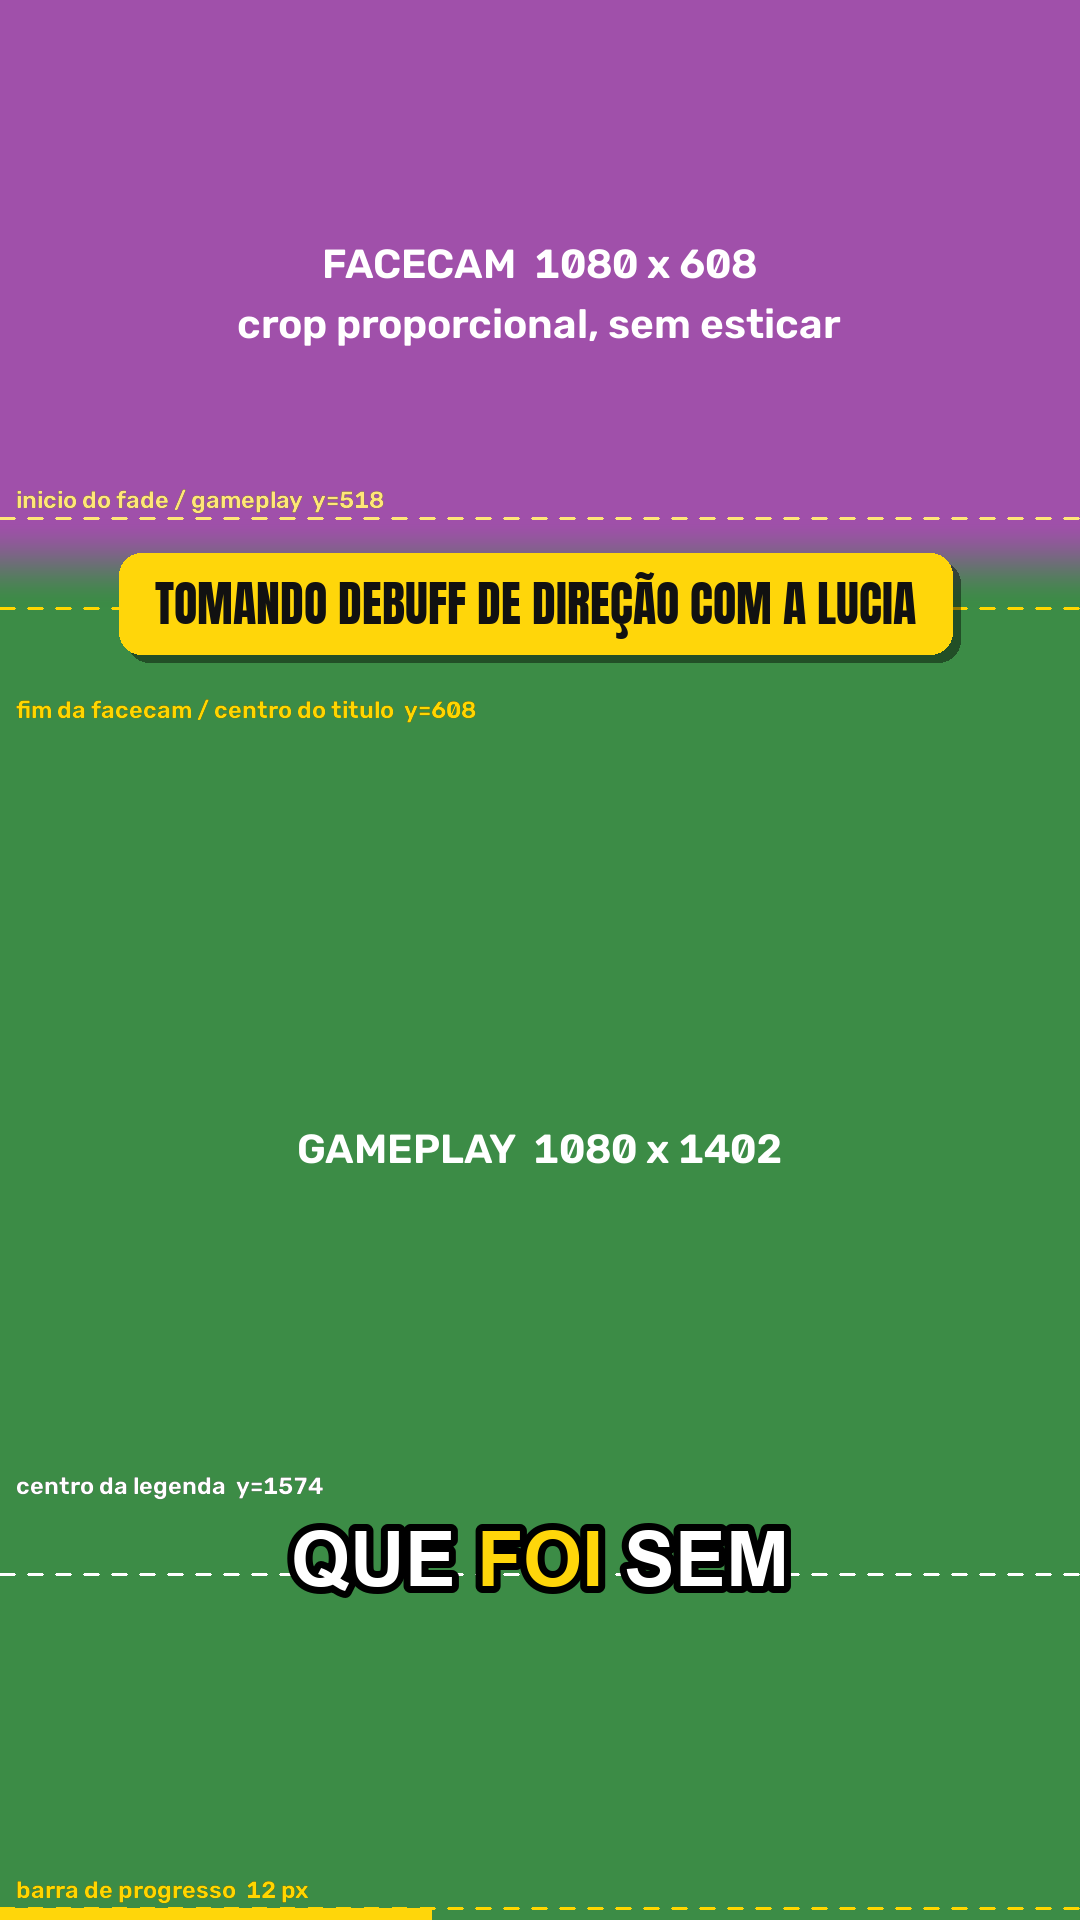 FACECAM 1080 x 608
crop proporcional, sem esticar
inicio do fade / gameplay y=518
TOMANDO DEBUFF DE DIREÇÃO COM A LUCIA
fim da facecam / centro do titulo y=608
GAMEPLAY 1080 x 1402
centro da legenda y=1574
QUE FOI SEM
barra de progresso 12 px